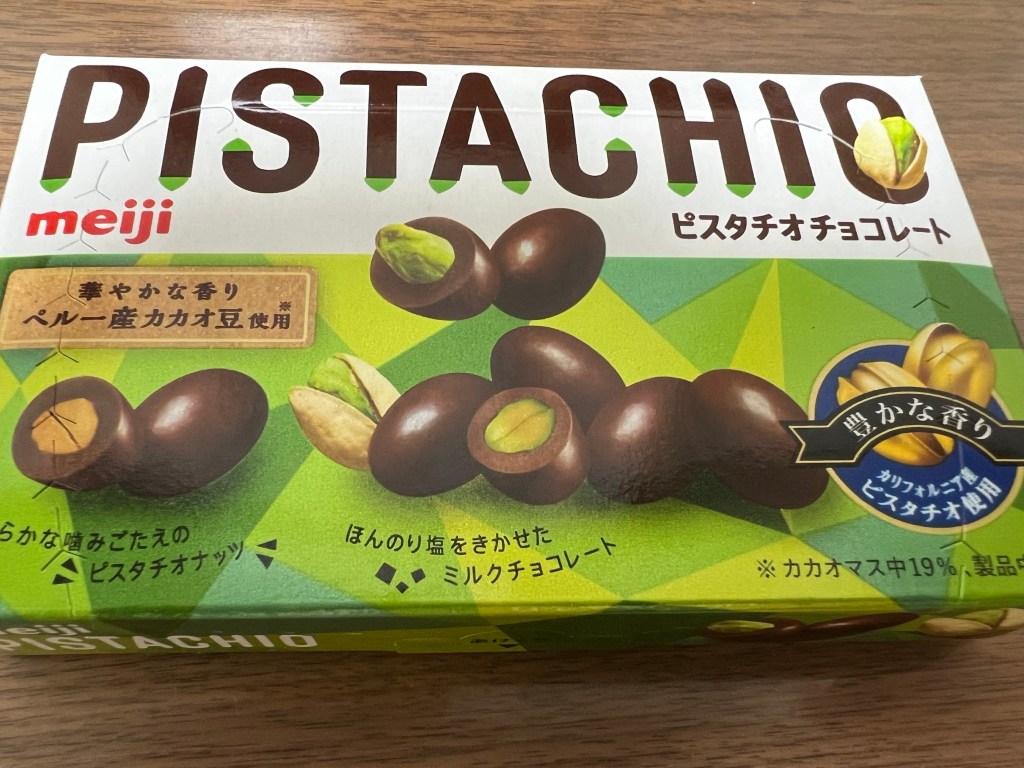 PISTACHIO
meiji
ピスタチオチョコレート
華やかな香り
ペルー産カカオ豆使用※
豊かな香り
カリフォルニア産
ピスタチオ使用
らかな噛みごたえの
ピスタチオナッツ
ほんのり塩をきかせた
ミルクチョコレート
※カカオマス中19%、製品中
meiji
PISTACHIO